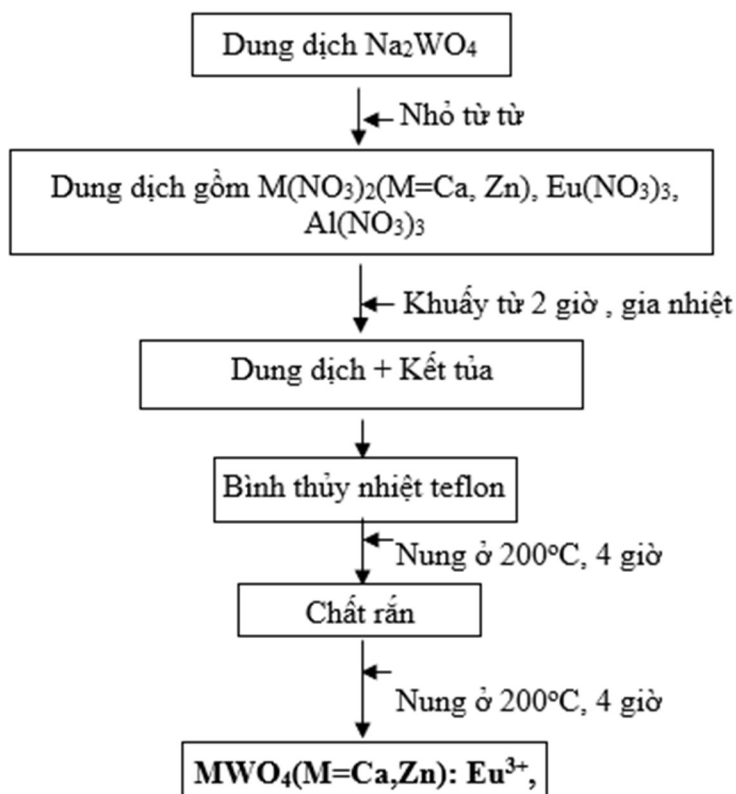 Dung dịch Na₂WO₄
Nhỏ từ từ
Dung dịch gồm M(NO₃)₂(M=Ca, Zn), Eu(NO₃)₃,
Al(NO₃)₃
Khuấy từ 2 giờ , gia nhiệt
Dung dịch + Kết tủa
Bình thủy nhiệt teflon
Nung ở 200°C, 4 giờ
Chất rắn
Nung ở 200°C, 4 giờ
MWO₄(M=Ca,Zn): Eu³⁺,